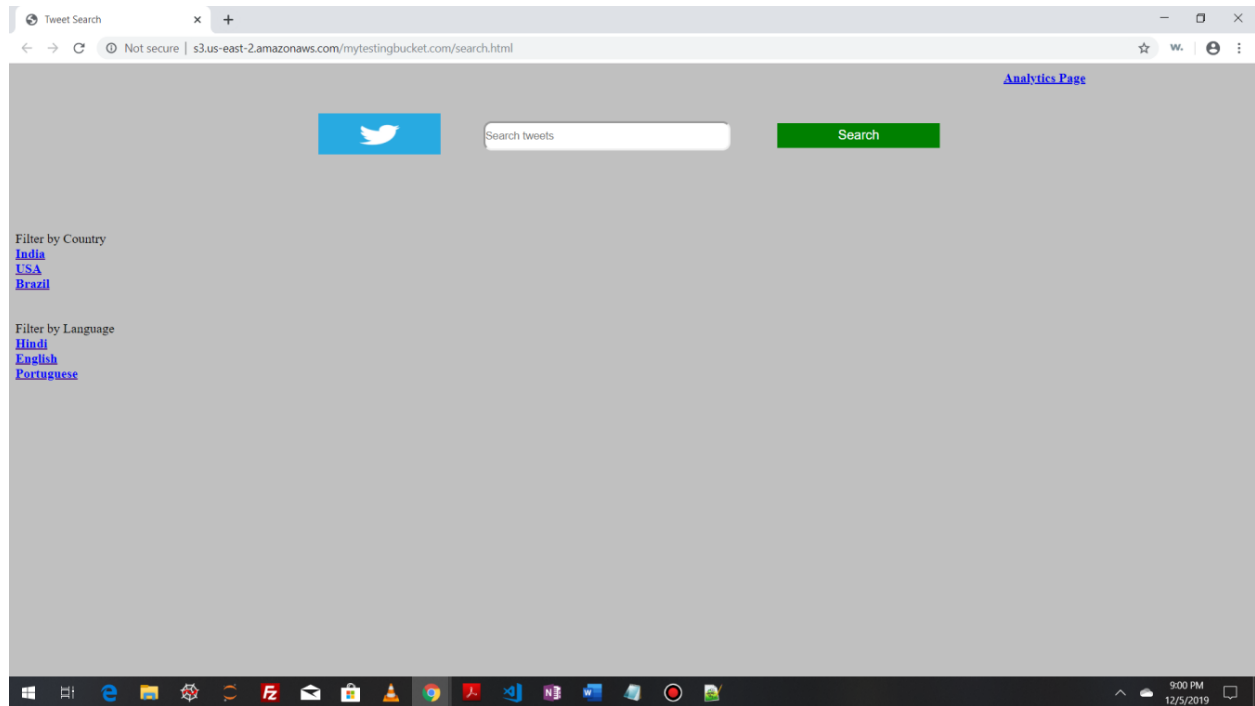 Tweet Search
Not secure | s3.us-east-2.amazonaws.com/mytestingbucket.com/search.html
W.
Analytics Page
Search tweets
Search
Filter by Country
India
USA
Brazil
Filter by Language
Hindi
English
Portuguese
9:00 PM
12/5/2019